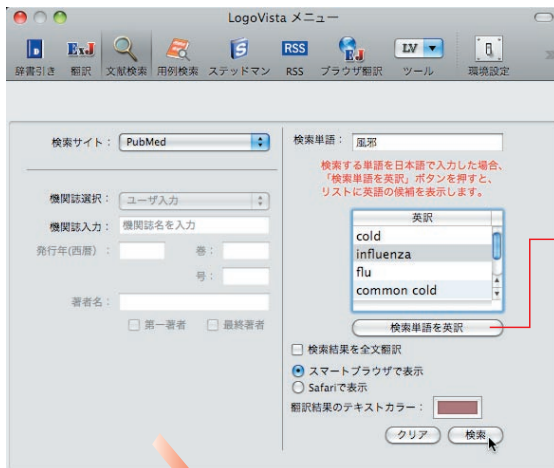 LogoVista メニュー
辞書引き 翻訳 文献検索 用例検索 ステッドマン RSS ブラウザ翻訳 ツール 環境設定
ExJ RSS EJ LV
検索サイト： PubMed
機関誌選択： ユーザ入力
機関誌入力： 機関誌名を入力
発行年(西暦)： 巻：
号：
著者名：
第一著者 最終著者
検索単語： 風邪
検索する単語を日本語で入力した場合、
「検索単語を英訳」ボタンを押すと、
リストに英語の候補を表示します。
英訳
cold
influenza
flu
common cold
検索単語を英訳
検索結果を全文翻訳
スマートブラウザで表示
Safariで表示
翻訳結果のテキストカラー：
クリア 検索